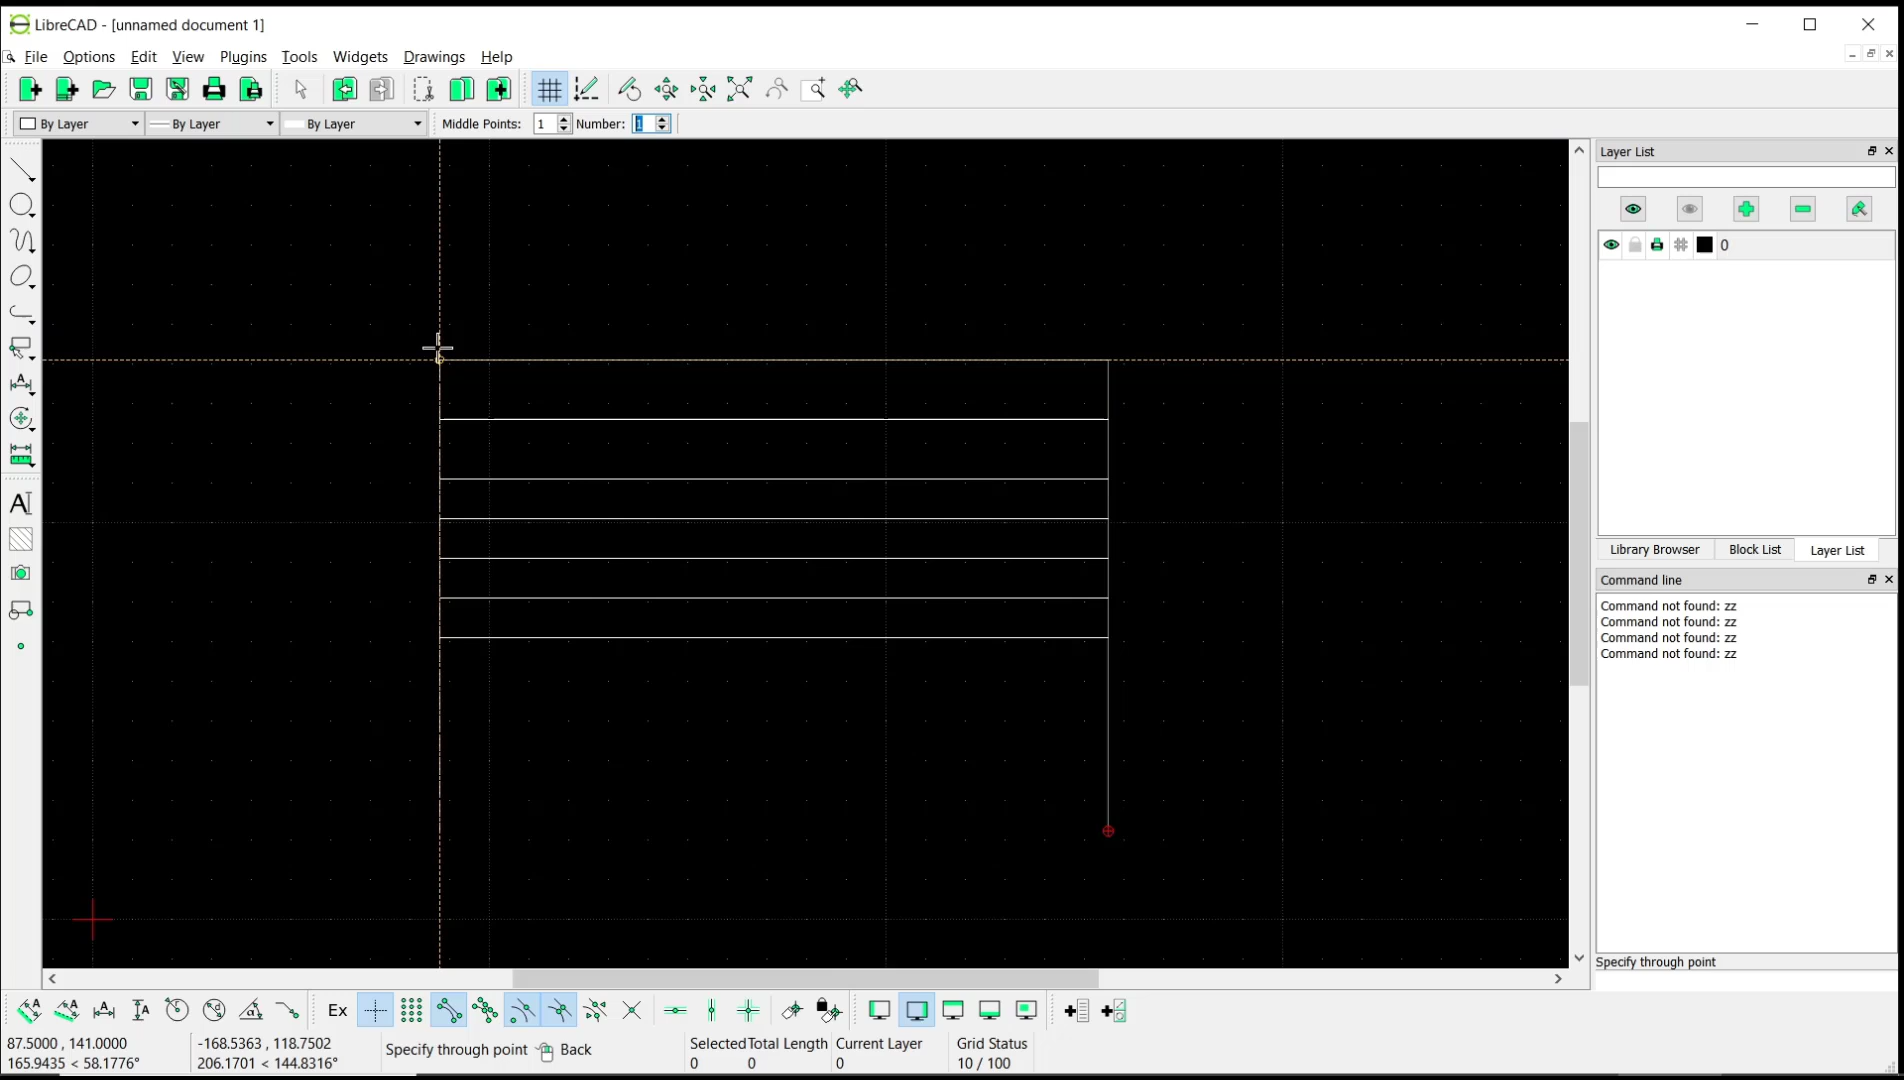 LibreCAD - [unnamed document 1]
File Options Edit View Plugins Tools Widgets Drawings Help
By Layer By Layer By Layer Middle Points: 1 Number: 1
Layer List
0
Library Browser Block List Layer List
Command line
Command not found: zz
Command not found: zz
Command not found: zz
Command not found: zz
Specify through point
Ex
87.5000 , 141.0000
165.9435 < 58.1776°
-168.5363 , 118.7502
206.1701 < 144.8316°
Specify through point Back
Selected Total Length
0 0
Current Layer
0
Grid Status
10 / 100